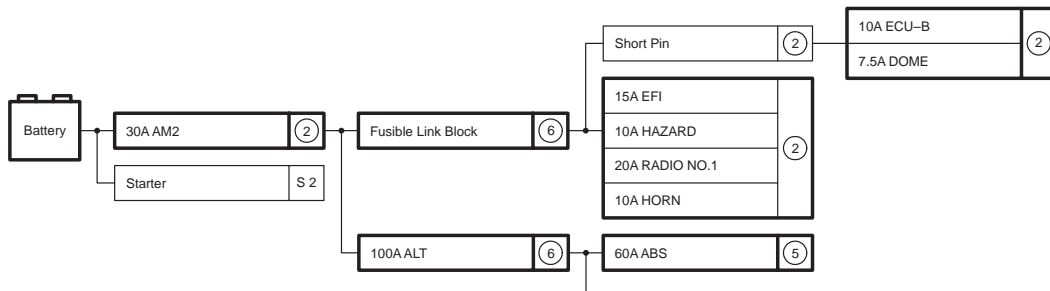 Short Pin 2
10A ECU–B
7.5A DOME
2
Battery
30A AM2 2
Fusible Link Block 6
15A EFI
10A HAZARD
20A RADIO NO.1
10A HORN
2
Starter S 2
100A ALT 6
60A ABS 5